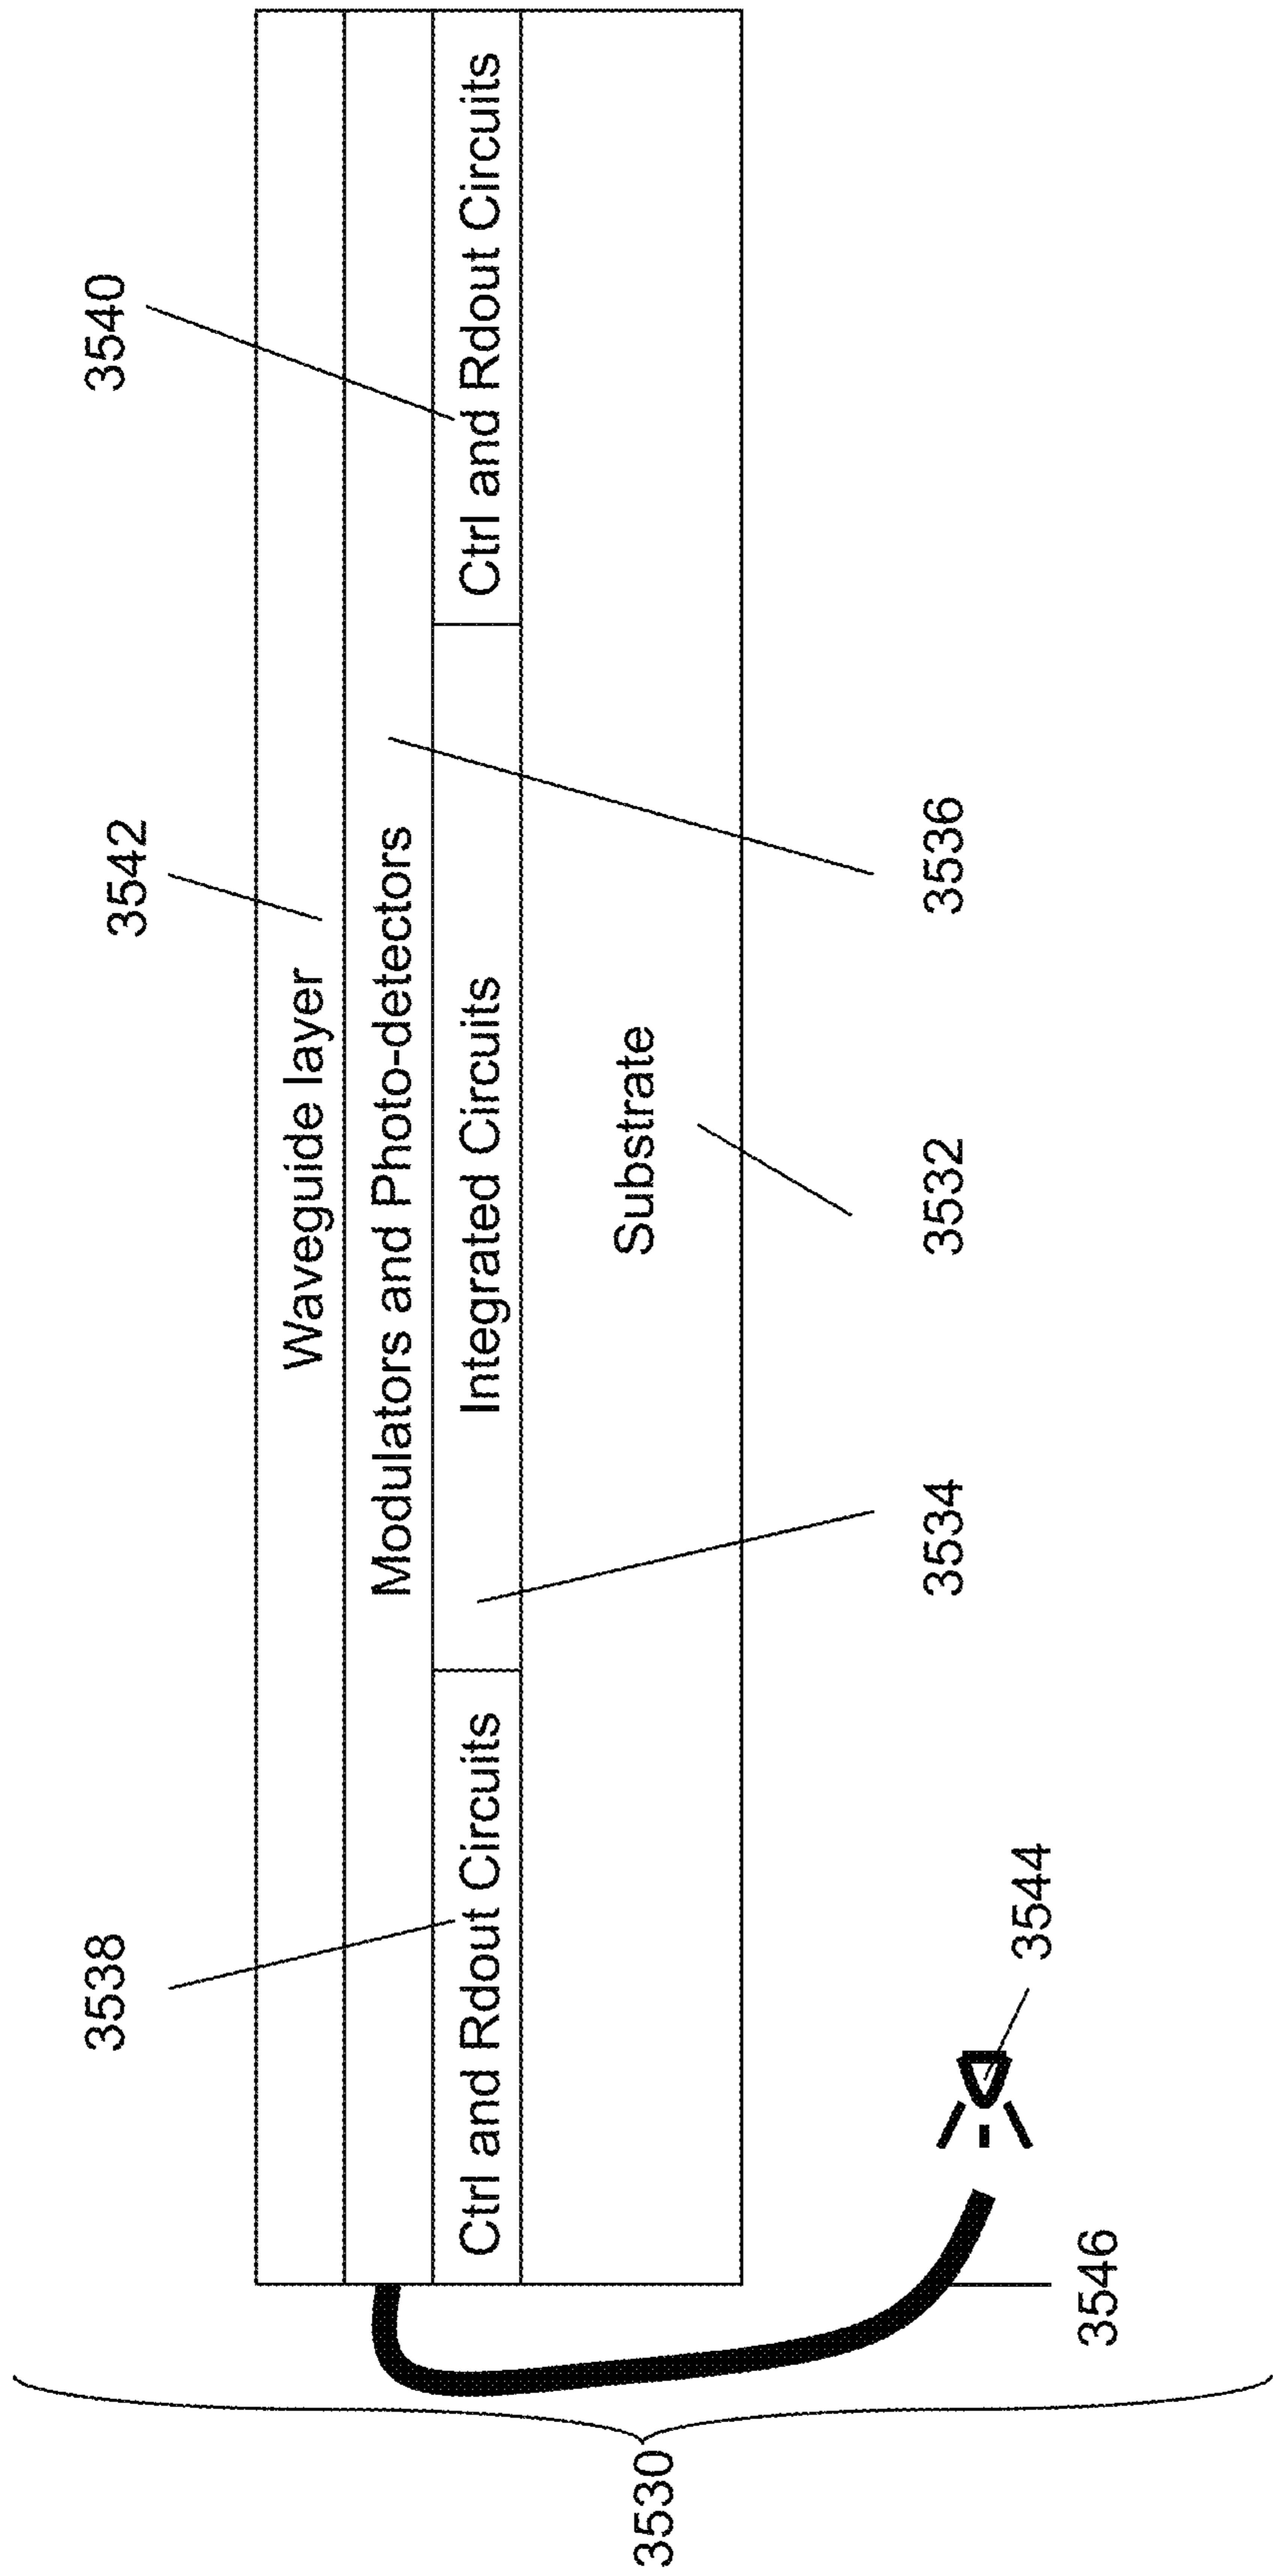 3538
3542
3540
Waveguide layer
Modulators and Photo-detectors
Ctrl and Rdout Circuits
Integrated Circuits
Ctrl and Rdout Circuits
Substrate
3530
3534
3532
3536
3544
3546